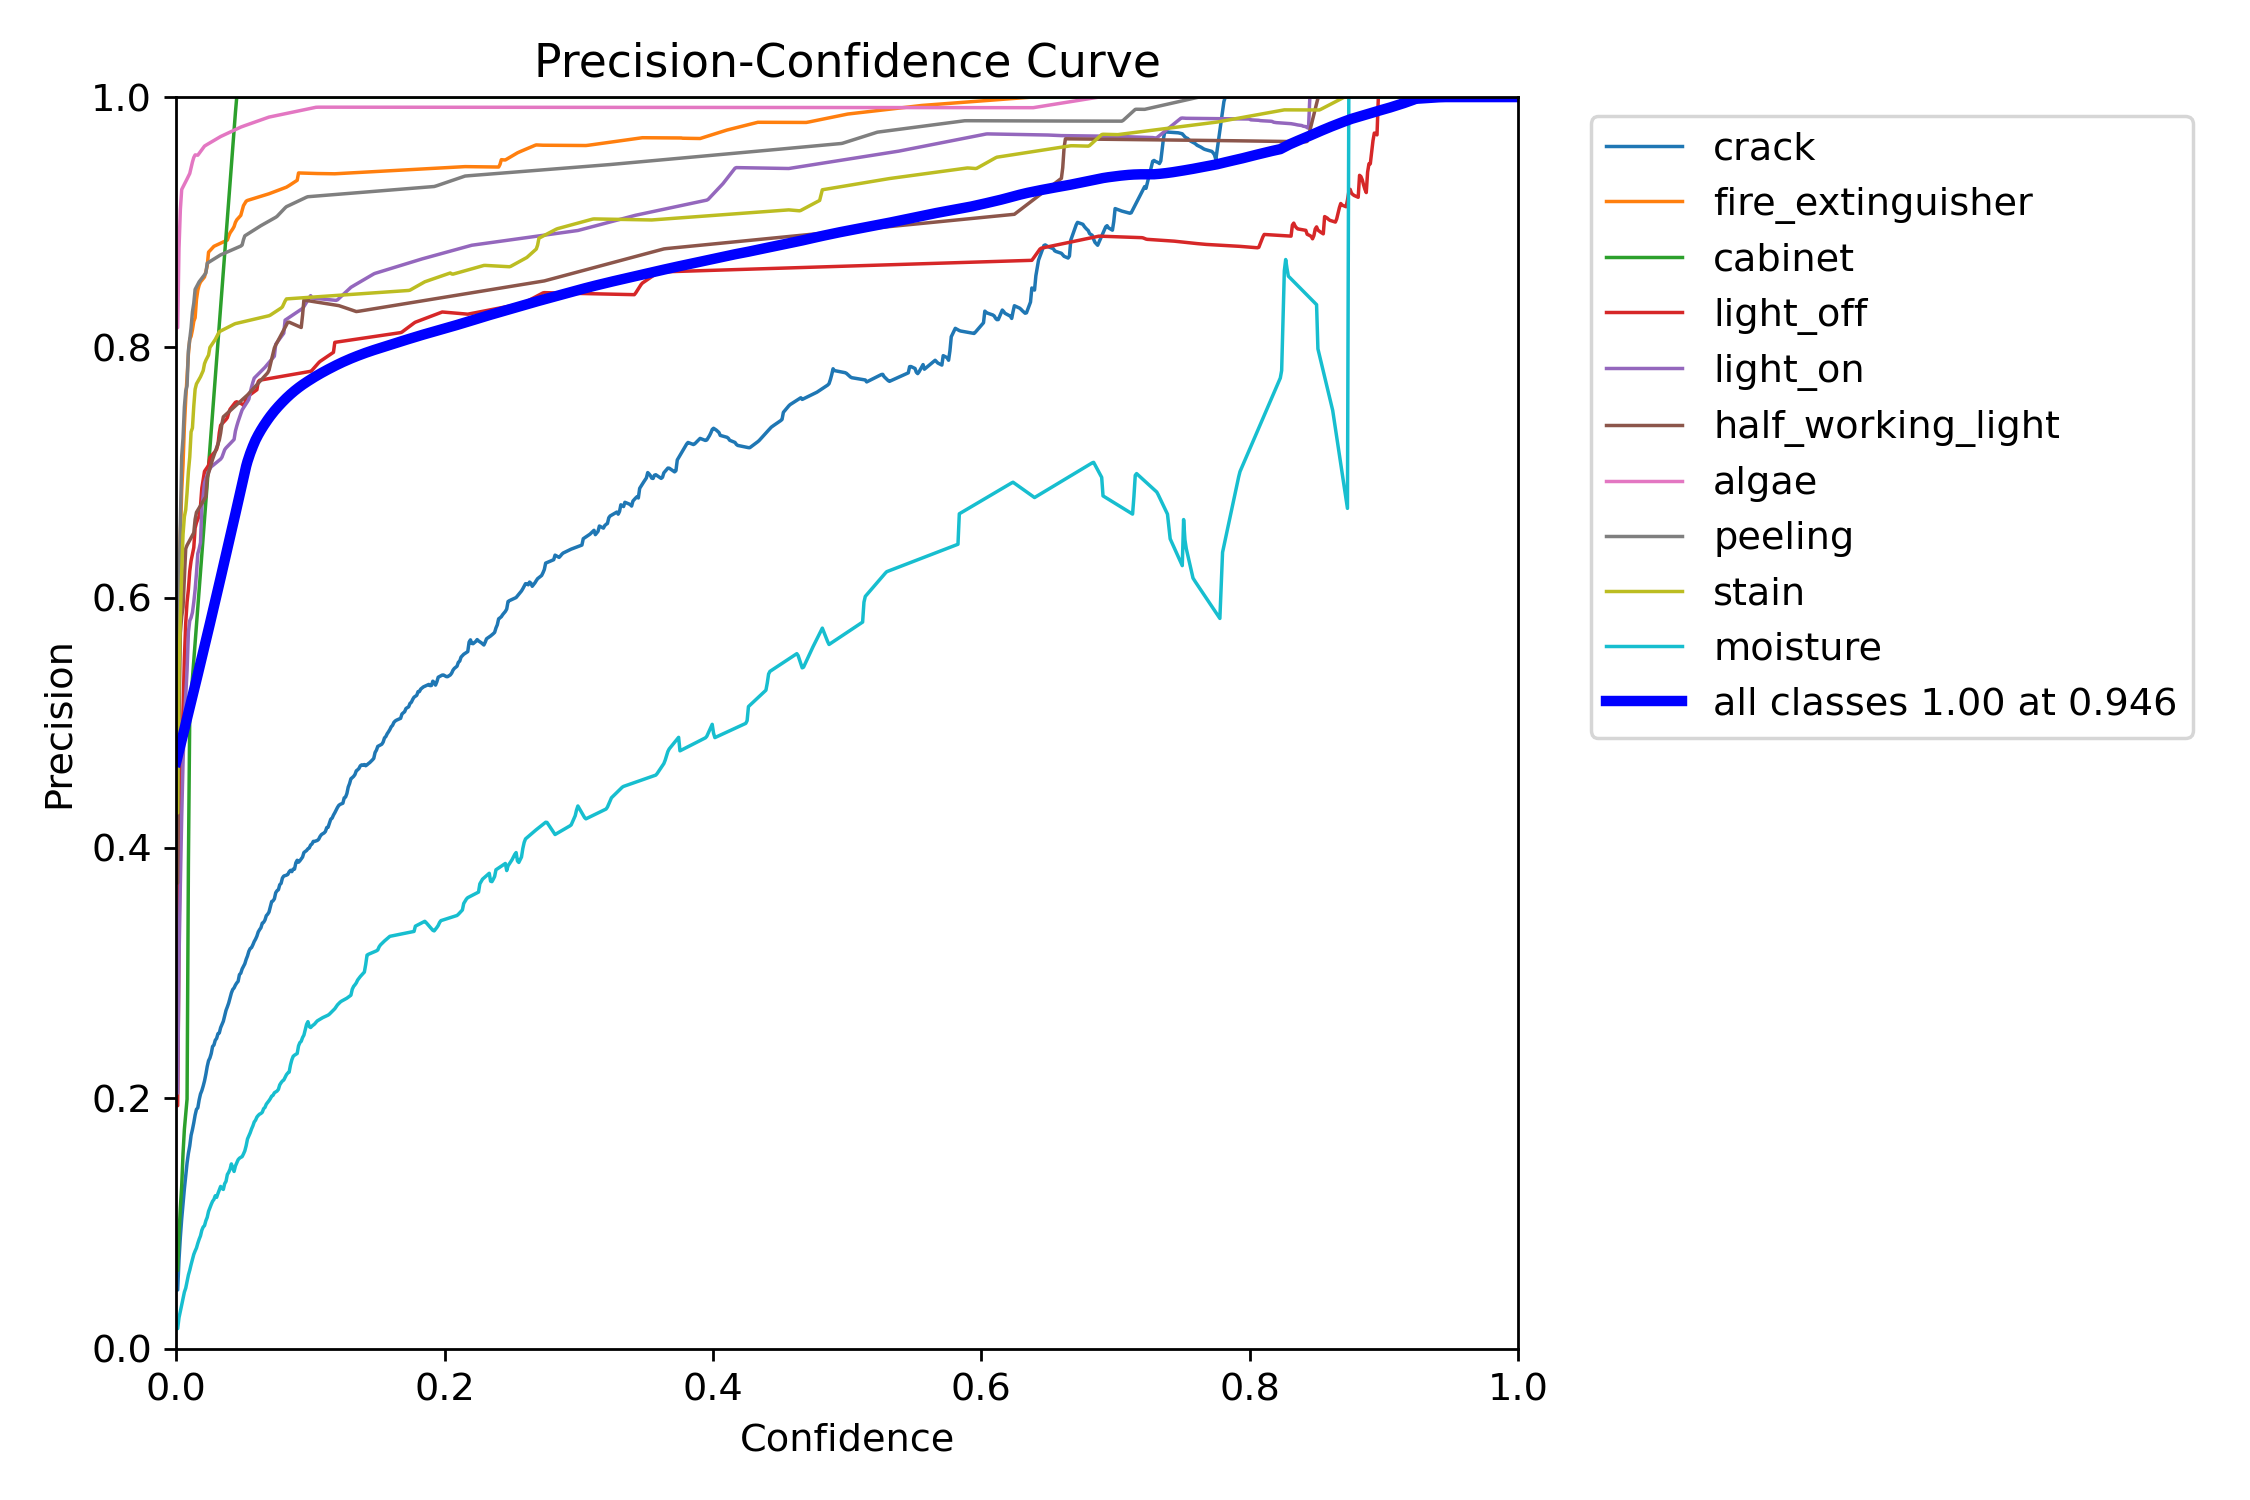 Precision-Confidence Curve
1.0
0.8
0.6
0.4
0.2
0.0
Precision
0.0 0.2 0.4 0.6 0.8 1.0
Confidence
crack
fire_extinguisher
cabinet
light_off
light_on
half_working_light
algae
peeling
stain
moisture
all classes 1.00 at 0.946